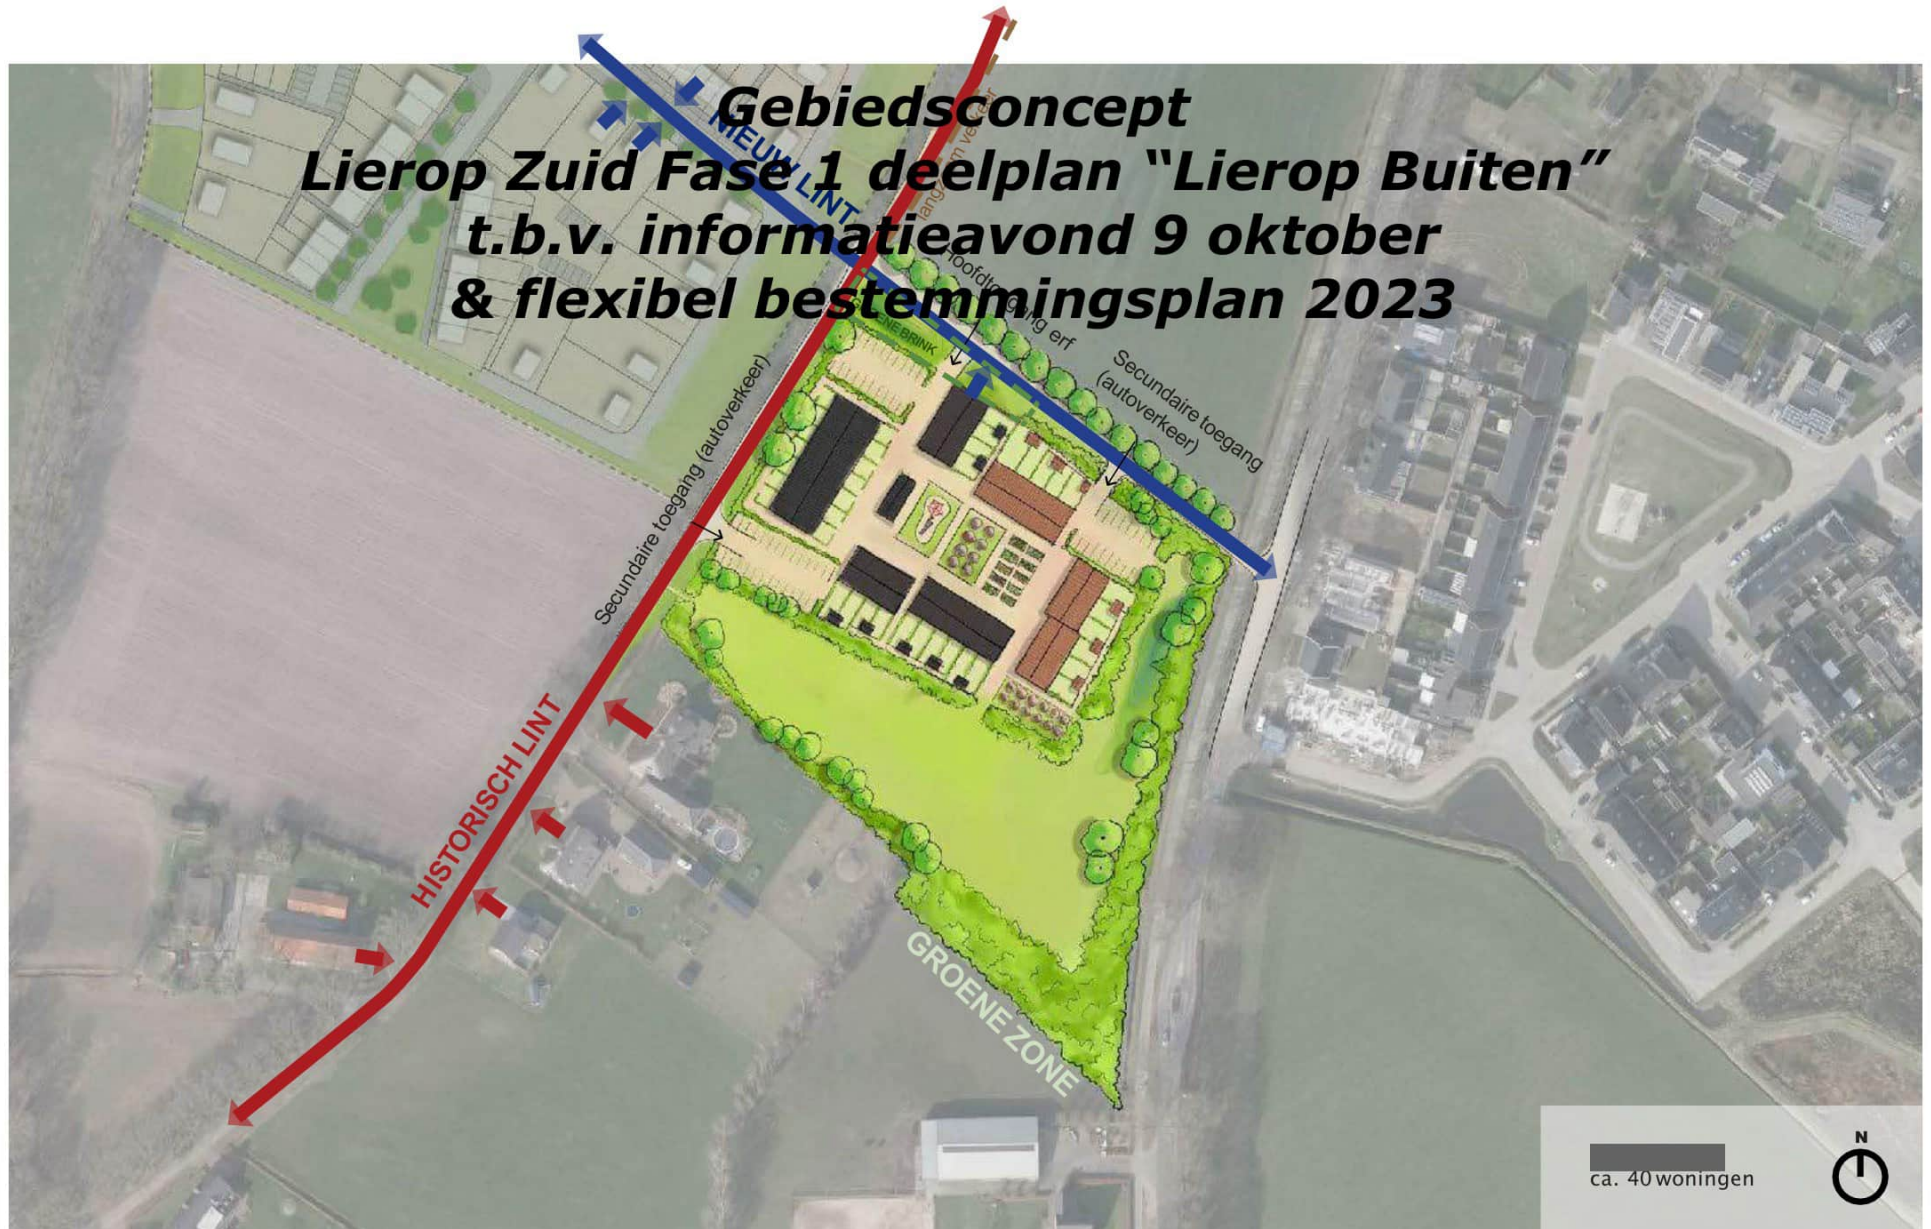 Gebiedsconcept
Lierop Zuid Fase 1 deelplan “Lierop Buiten”
t.b.v. informatieavond 9 oktober
& flexibel bestemmingsplan 2023
NIEUW LINT
Hoofdtoegang erf
Secundaire toegang
(autoverkeer)
BRINK
Secundaire toegang (autoverkeer)
HISTORISCH LINT
GROENE ZONE
N
ca. 40 woningen